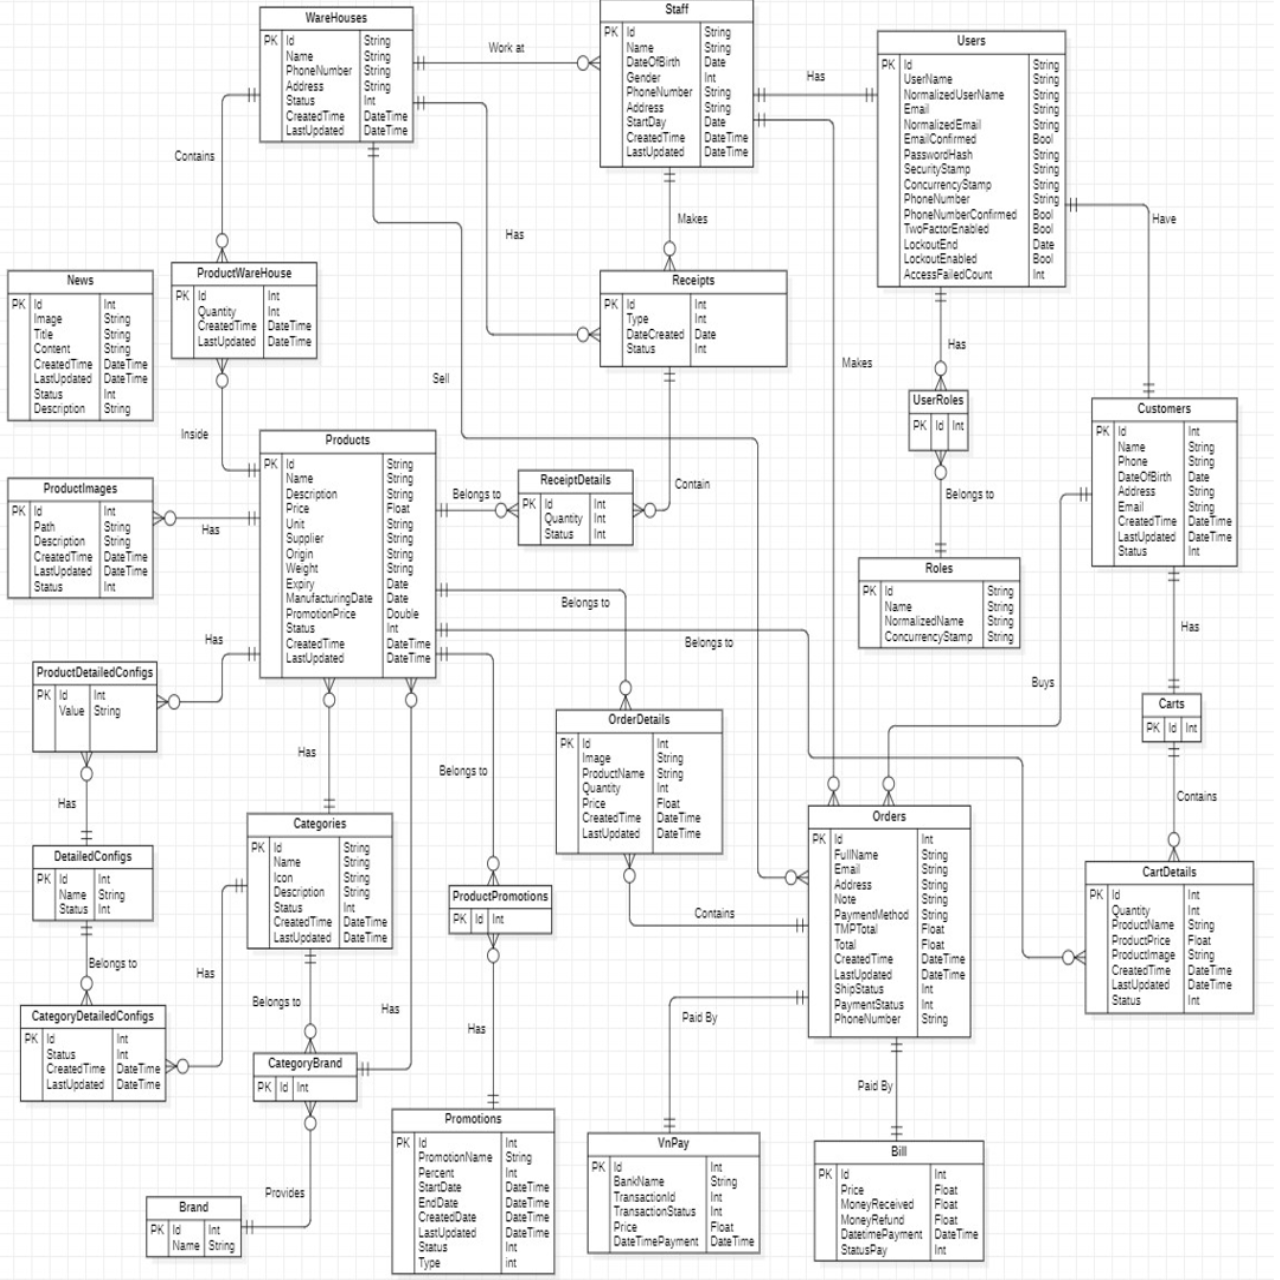 WareHouses
PK Id String
Name String
PhoneNumber String
Address String
Status Int
CreatedTime DateTime
LastUpdated DateTime
Work at
Staff
PK Id String
Name String
DateOfBirth Date
Gender Int
PhoneNumber String
Address String
StartDay Date
CreatedTime DateTime
LastUpdated DateTime
Has
Users
PK Id String
UserName String
NormalizedUserName String
Email String
NormalizedEmail String
EmailConfirmed Bool
PasswordHash String
SecurityStamp String
ConcurrencyStamp String
PhoneNumber String
PhoneNumberConfirmed Bool
TwoFactorEnabled Bool
LockoutEnd Date
LockoutEnabled Bool
AccessFailedCount Int
Contains
Has
Makes
Have
News
PK Id Int
Image String
Title String
Content String
CreatedTime DateTime
LastUpdated DateTime
Status Int
Description String
ProductWareHouse
PK Id Int
Quantity Int
CreatedTime DateTime
LastUpdated DateTime
Receipts
PK Id Int
Type Int
DateCreated Date
Status Int
Sell
Makes
Has
UserRoles
PK Id Int
Customers
PK Id Int
Name String
Phone String
DateOfBirth Date
Address String
Email String
CreatedTime DateTime
LastUpdated DateTime
Status Int
Inside
Products
PK Id String
Name String
Description String
Price Float
Unit String
Supplier String
Origin String
Weight String
Expiry Date
ManufacturingDate Date
PromotionPrice Double
Status Int
CreatedTime DateTime
LastUpdated DateTime
ProductImages
PK Id Int
Path String
Description String
CreatedTime DateTime
LastUpdated DateTime
Status Int
Has
Belongs to
ReceiptDetails
PK Id Int
Quantity Int
Status Int
Contain
Belongs to
Roles
PK Id String
Name String
NormalizedName String
ConcurrencyStamp String
Belongs to
Belongs to
Has
Has
Buys
ProductDetailedConfigs
PK Id Int
Value String
Carts
PK Id Int
OrderDetails
PK Id Int
Image String
ProductName String
Quantity Int
Price Float
CreatedTime DateTime
LastUpdated DateTime
Has
Belongs to
Has
Contains
DetailedConfigs
PK Id Int
Name String
Status Int
Categories
PK Id String
Name String
Icon String
Description String
Status Int
CreatedTime DateTime
LastUpdated DateTime
Orders
PK Id Int
FullName String
Email String
Address String
Note String
PaymentMethod String
TMPTotal Float
Total Float
CreatedTime DateTime
LastUpdated DateTime
ShipStatus Int
PaymentStatus Int
PhoneNumber String
CartDetails
PK Id Int
Quantity Int
ProductName String
ProductPrice Float
ProductImage String
CreatedTime DateTime
LastUpdated DateTime
Status Int
ProductPromotions
PK Id Int
Contains
Belongs to
Has
Belongs to
Has
Has
Paid By
Paid By
CategoryDetailedConfigs
PK Id Int
Status Int
CreatedTime DateTime
LastUpdated DateTime
CategoryBrand
PK Id Int
Promotions
PK Id Int
PromotionName String
Percent Int
StartDate DateTime
EndDate DateTime
CreatedDate DateTime
LastUpdated DateTime
Status Int
Type int
VnPay
PK Id Int
BankName String
TransactionId Int
TransactionStatus Int
Price Float
DateTimePayment DateTime
Bill
PK Id Int
Price Float
MoneyReceived Float
MoneyRefund Float
DatetimePayment DateTime
StatusPay Int
Provides
Brand
PK Id Int
Name String